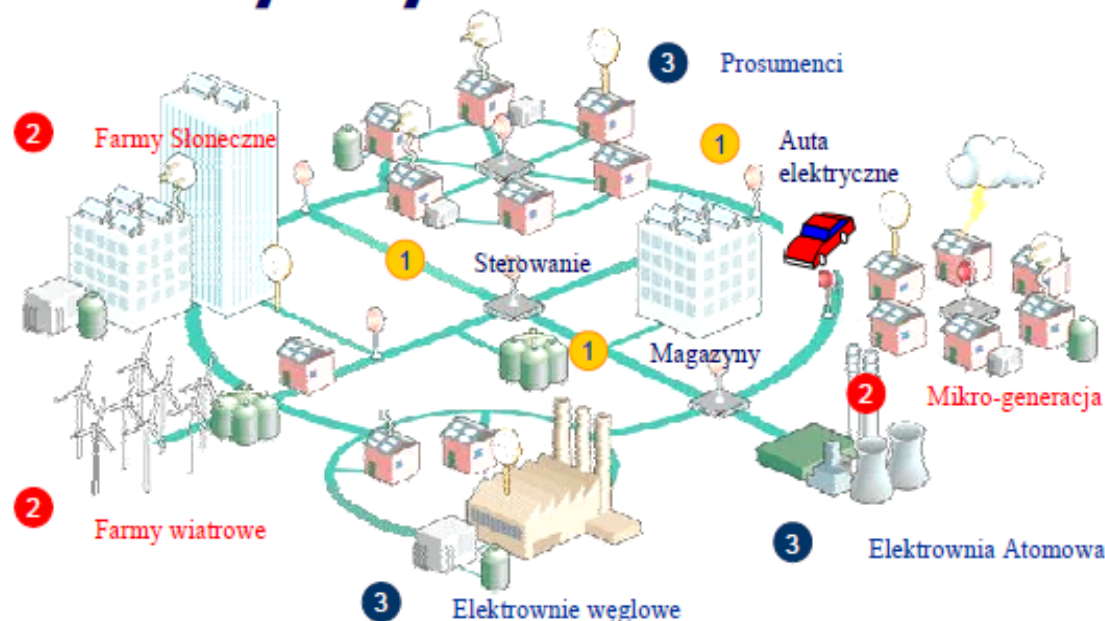 3 Prosumenci
2 Farmy Słoneczne
1 Auta
elektryczne
1 Sterowanie
1 Magazyny
2 Mikro-generacja
2 Farmy wiatrowe
3 Elektrownia Atomowa
3 Elektrownie węglowe